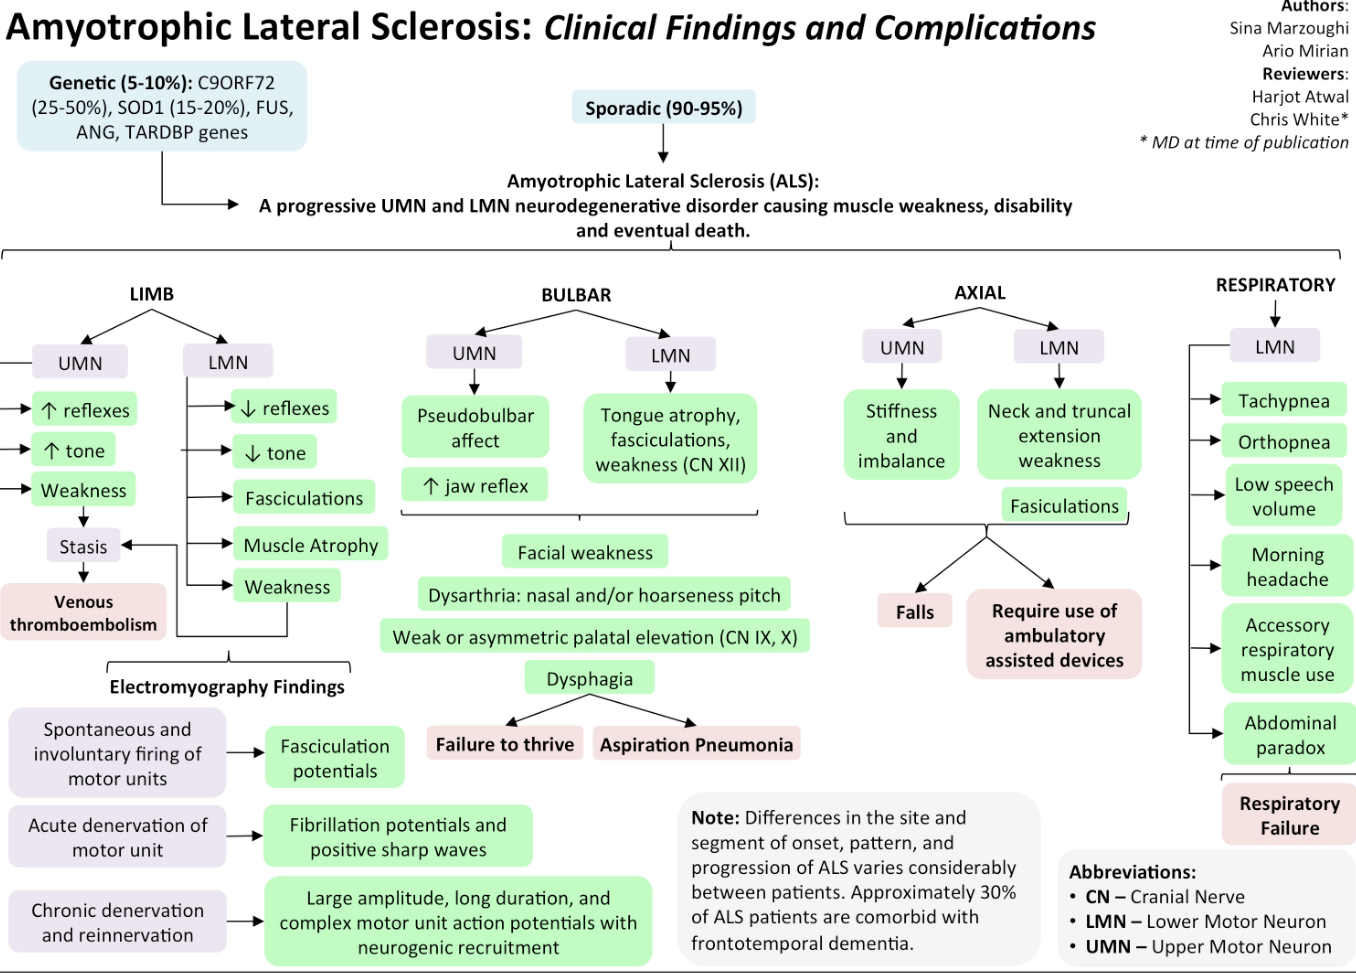 Amyotrophic Lateral Sclerosis: Clinical Findings and Complications
Authors:
Sina Marzoughi
Ario Mirian
Reviewers:
Harjot Atwal
Chris White*
* MD at time of publication
Genetic (5-10%): C9ORF72
(25-50%), SOD1 (15-20%), FUS,
ANG, TARDBP genes
Sporadic (90-95%)
Amyotrophic Lateral Sclerosis (ALS):
A progressive UMN and LMN neurodegenerative disorder causing muscle weakness, disability
and eventual death.
LIMB
UMN
↑ reflexes
↑ tone
Weakness
Stasis
Venous
thromboembolism
LMN
↓ reflexes
↓ tone
Fasciculations
Muscle Atrophy
Weakness
Electromyography Findings
Spontaneous and
involuntary firing of
motor units
Fasciculation
potentials
Acute denervation of
motor unit
Fibrillation potentials and
positive sharp waves
Chronic denervation
and reinnervation
Large amplitude, long duration, and
complex motor unit action potentials with
neurogenic recruitment
BULBAR
UMN
Pseudobulbar
affect
↑ jaw reflex
LMN
Tongue atrophy,
fasciculations,
weakness (CN XII)
Facial weakness
Dysarthria: nasal and/or hoarseness pitch
Weak or asymmetric palatal elevation (CN IX, X)
Dysphagia
Failure to thrive
Aspiration Pneumonia
AXIAL
UMN
Stiffness
and
imbalance
LMN
Neck and truncal
extension
weakness
Fasiculations
Falls
Require use of
ambulatory
assisted devices
RESPIRATORY
LMN
Tachypnea
Orthopnea
Low speech
volume
Morning
headache
Accessory
respiratory
muscle use
Abdominal
paradox
Respiratory
Failure
Note: Differences in the site and
segment of onset, pattern, and
progression of ALS varies considerably
between patients. Approximately 30%
of ALS patients are comorbid with
frontotemporal dementia.
Abbreviations:
• CN – Cranial Nerve
• LMN – Lower Motor Neuron
• UMN – Upper Motor Neuron